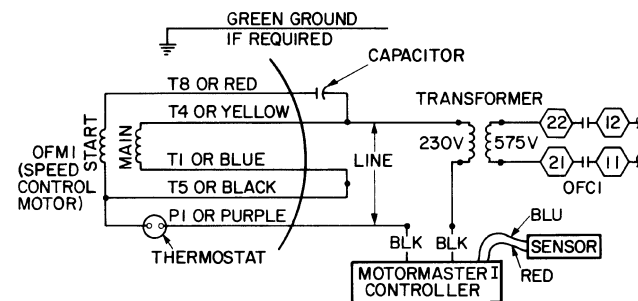 GREEN GROUND
IF REQUIRED
CAPACITOR
T8 OR RED
T4 OR YELLOW
TRANSFORMER
START
MAIN
OFM1
(SPEED
CONTROL
MOTOR)
T1 OR BLUE
LINE
230V
575V
22
12
21
11
OFC1
T5 OR BLACK
P1 OR PURPLE
THERMOSTAT
BLK
BLK
BLU
SENSOR
RED
MOTORMASTER I
CONTROLLER